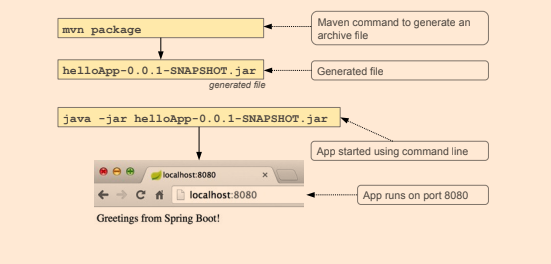 mvn package
Maven command to generate an
archive file
helloApp-0.0.1-SNAPSHOT.jar
Generated file
generated file
java -jar helloApp-0.0.1-SNAPSHOT.jar
App started using command line
localhost:8080
localhost:8080
App runs on port 8080
Greetings from Spring Boot!